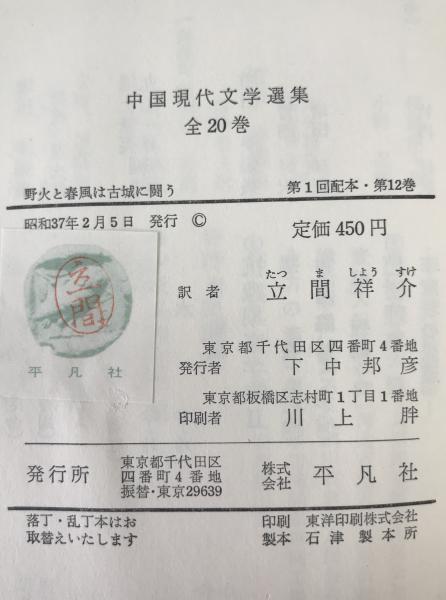 中国現代文学選集
全20巻
野火と春風は古城に闘う
第1回配本・第12巻
昭和37年2月5日 発行 ©
定価 450円
たつ ま しよう すけ
訳者 立間祥介
東京都千代田区四番町4番地
発行者 下中邦彦
東京都板橋区志村町1丁目1番地
印刷者 川上胖
立間
平凡社
発行所
東京都千代田区
四番町4番地
振替・東京29639
株式
会社
平凡社
落丁・乱丁本はお
取替えいたします
印刷 東洋印刷株式会社
製本 石津製本所